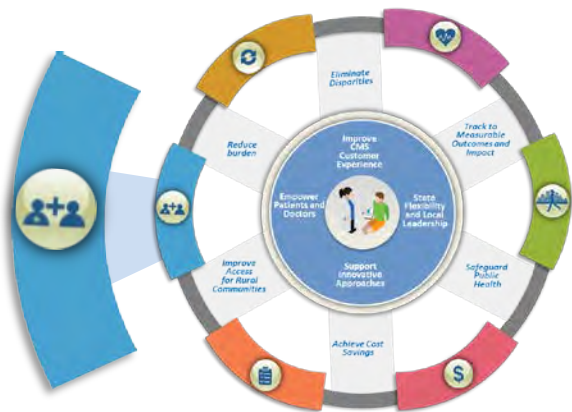 Eliminate
Disparities
Track to
Measurable
Outcomes and
Impact
Safeguard
Public
Health
Achieve Cost
Savings
Improve
Access
for Rural
Communities
Reduce
burden
Improve
CMS
Customer
Experience
State
Flexibility
and Local
Leadership
Support
Innovative
Approaches
Empower
Patients and
Doctors
$